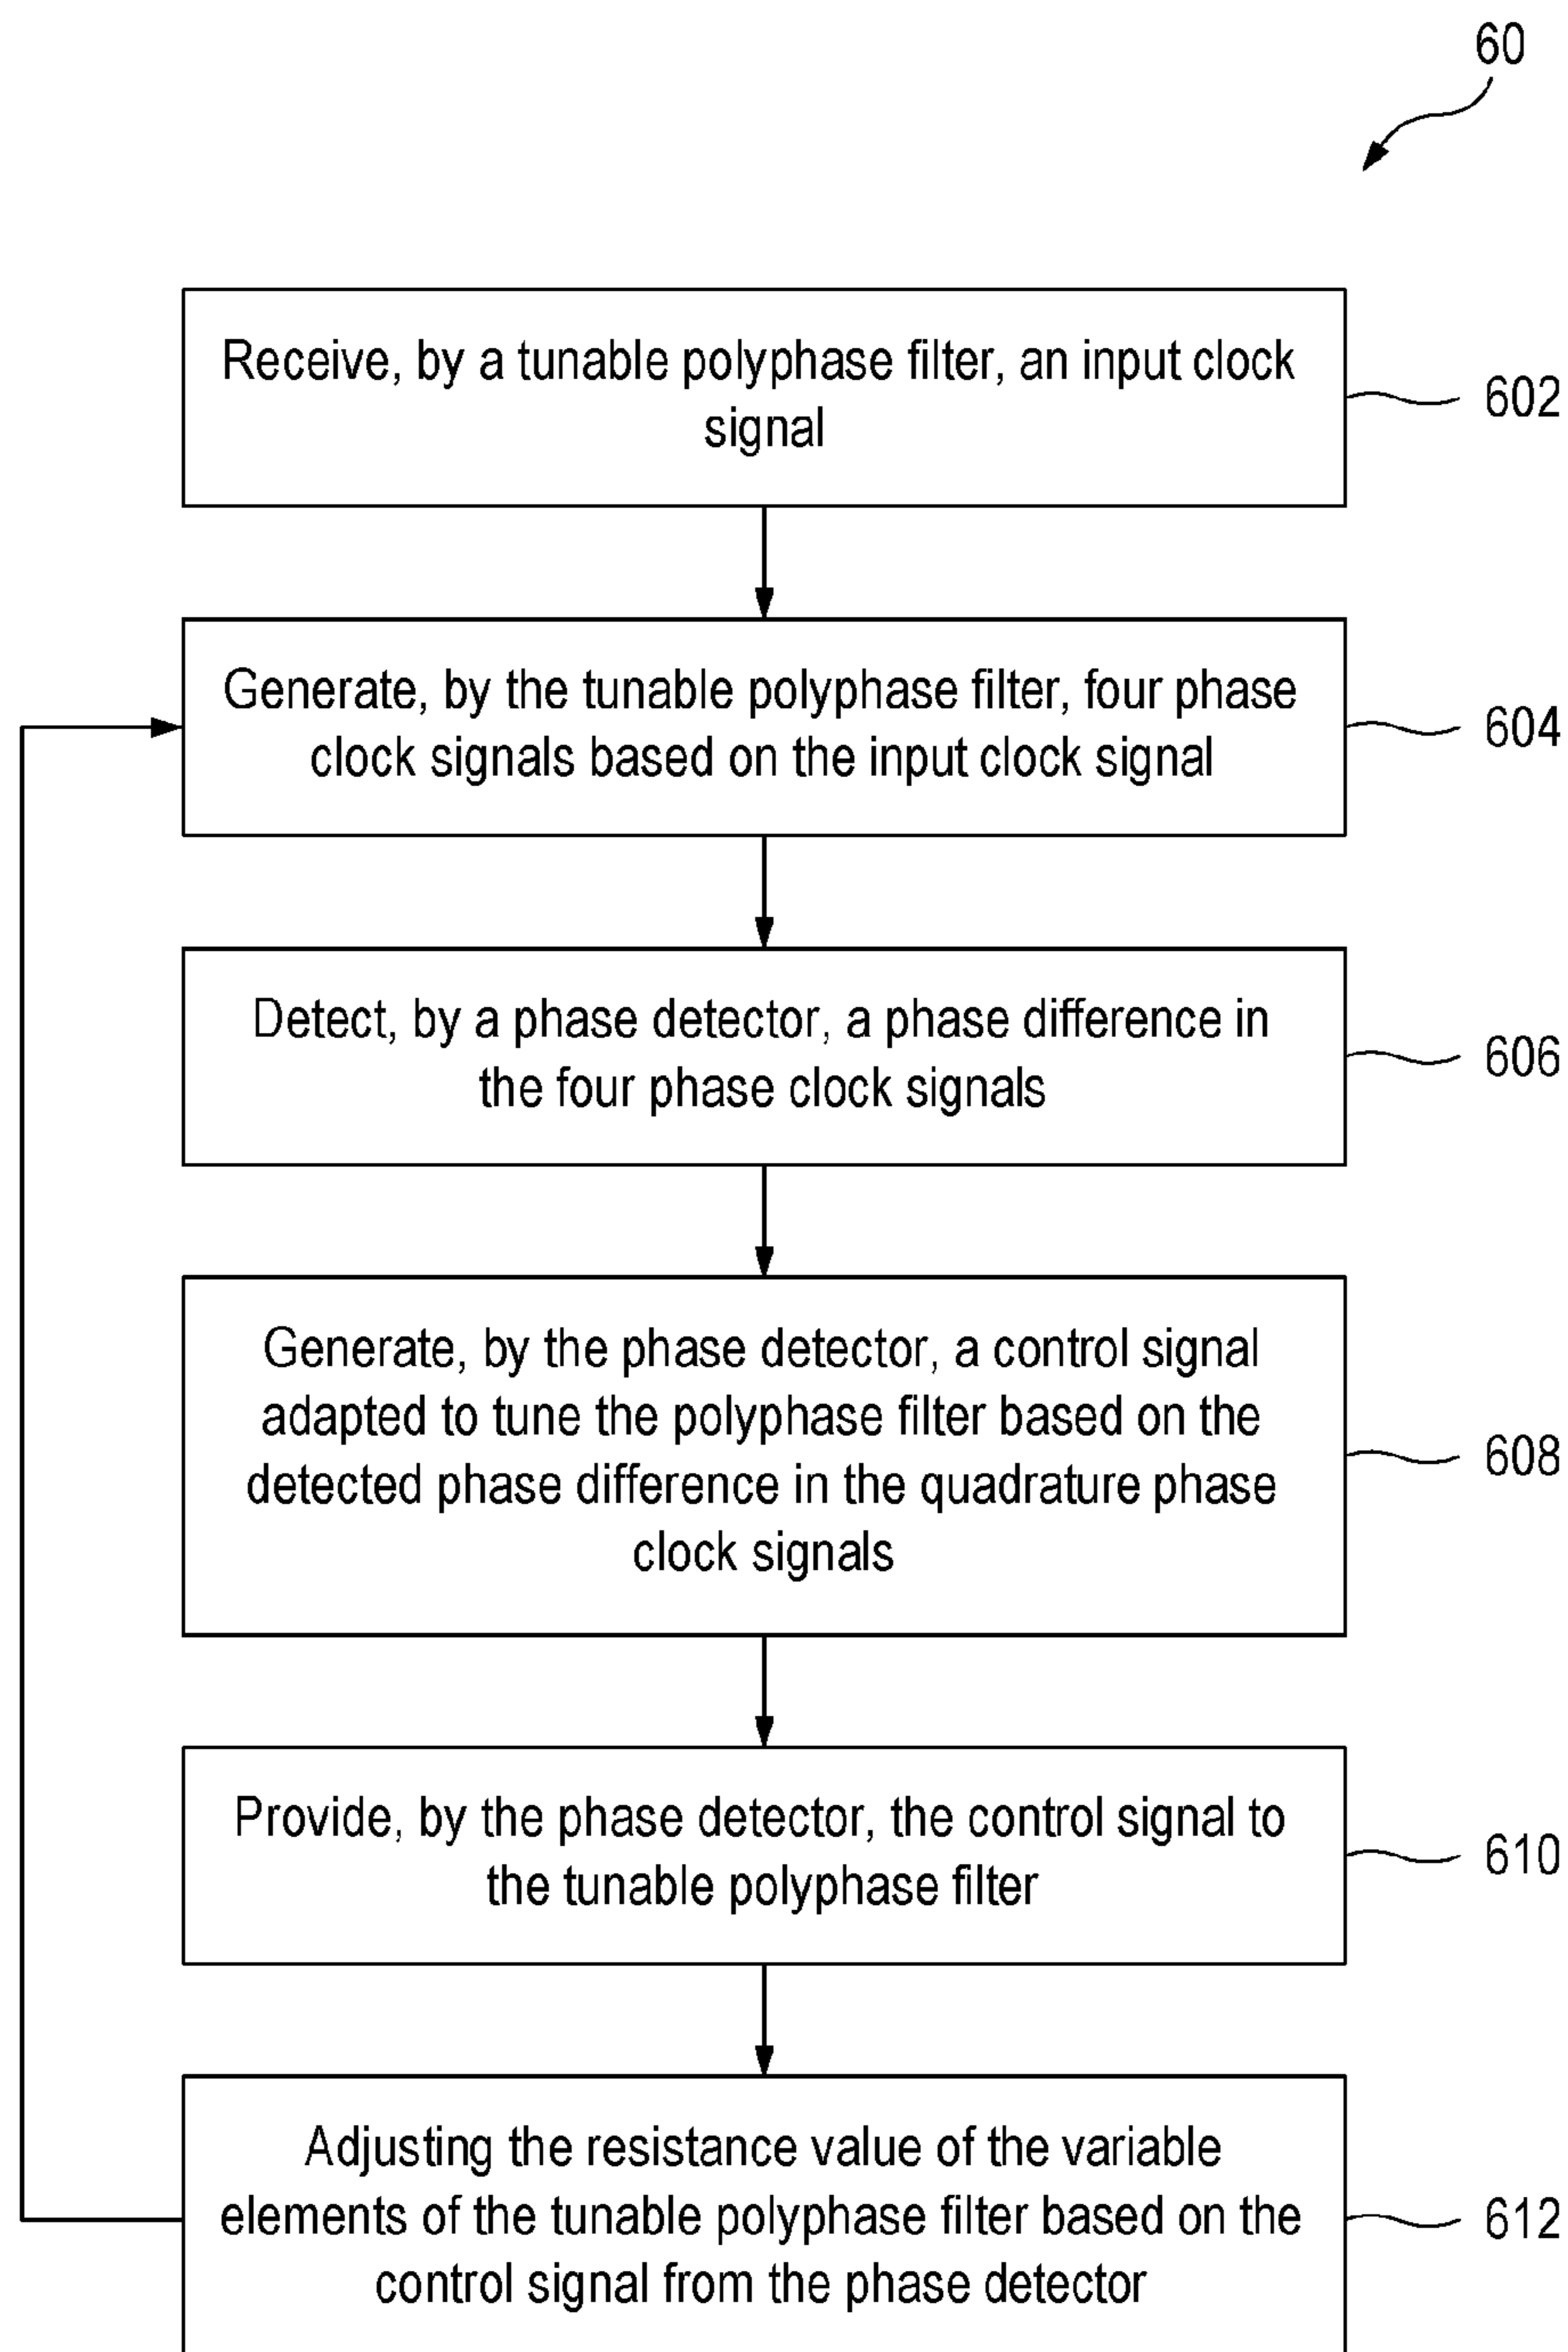 60
Receive, by a tunable polyphase filter, an input clock
signal
602
Generate, by the tunable polyphase filter, four phase
clock signals based on the input clock signal
604
Detect, by a phase detector, a phase difference in
the four phase clock signals
606
Generate, by the phase detector, a control signal
adapted to tune the polyphase filter based on the
detected phase difference in the quadrature phase
clock signals
608
Provide, by the phase detector, the control signal to
the tunable polyphase filter
610
Adjusting the resistance value of the variable
elements of the tunable polyphase filter based on the
control signal from the phase detector
612